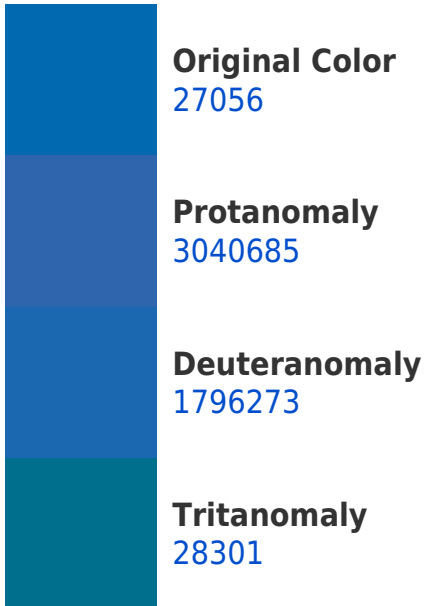 Original Color
27056
Protanomaly
3040685
Deuteranomaly
1796273
Tritanomaly
28301